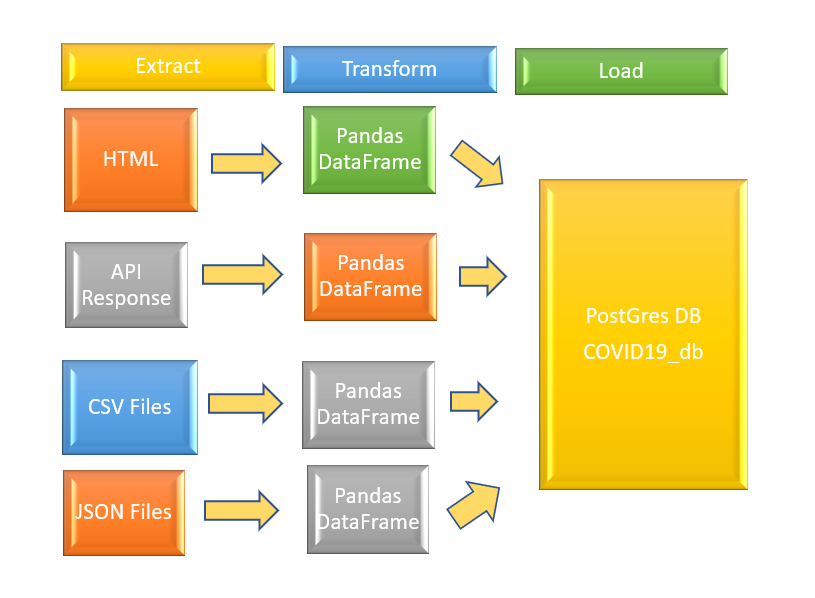 Extract
Transform
Load
HTML
Pandas
DataFrame
API
Response
Pandas
DataFrame
CSV Files
Pandas
DataFrame
JSON Files
Pandas
DataFrame
PostGres DB
COVID19_db